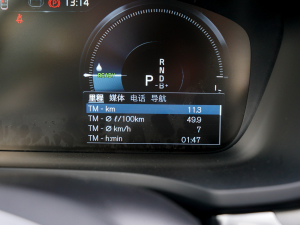 13:14
READY
R
N
D
P -B+
里程 媒体 电话 导航
TM - km 11.3
TM - Ø ℓ/100km 49.9
TM - Ø km/h 7
TM - h:min 01:47